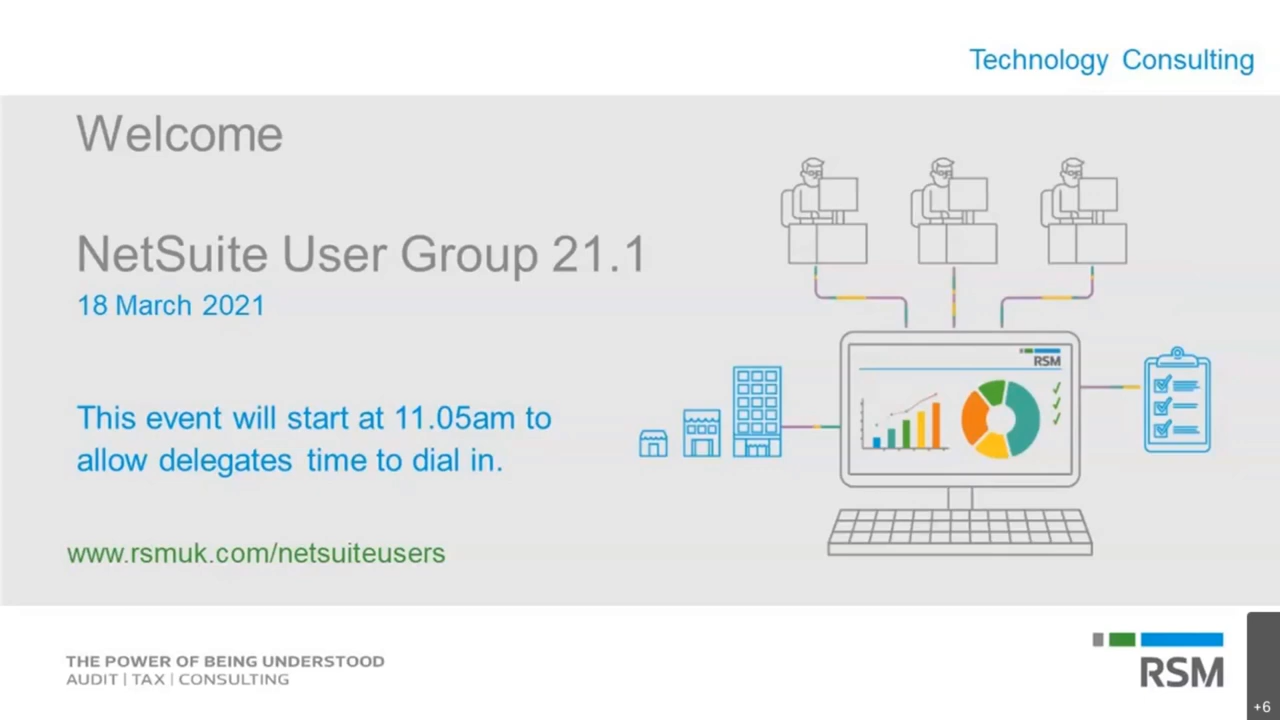 Technology Consulting
Welcome
NetSuite User Group 21.1
18 March 2021
This event will start at 11.05am to
allow delegates time to dial in.
www.rsmuk.com/netsuiteusers
RSM
THE POWER OF BEING UNDERSTOOD
AUDIT | TAX | CONSULTING
RSM
+6